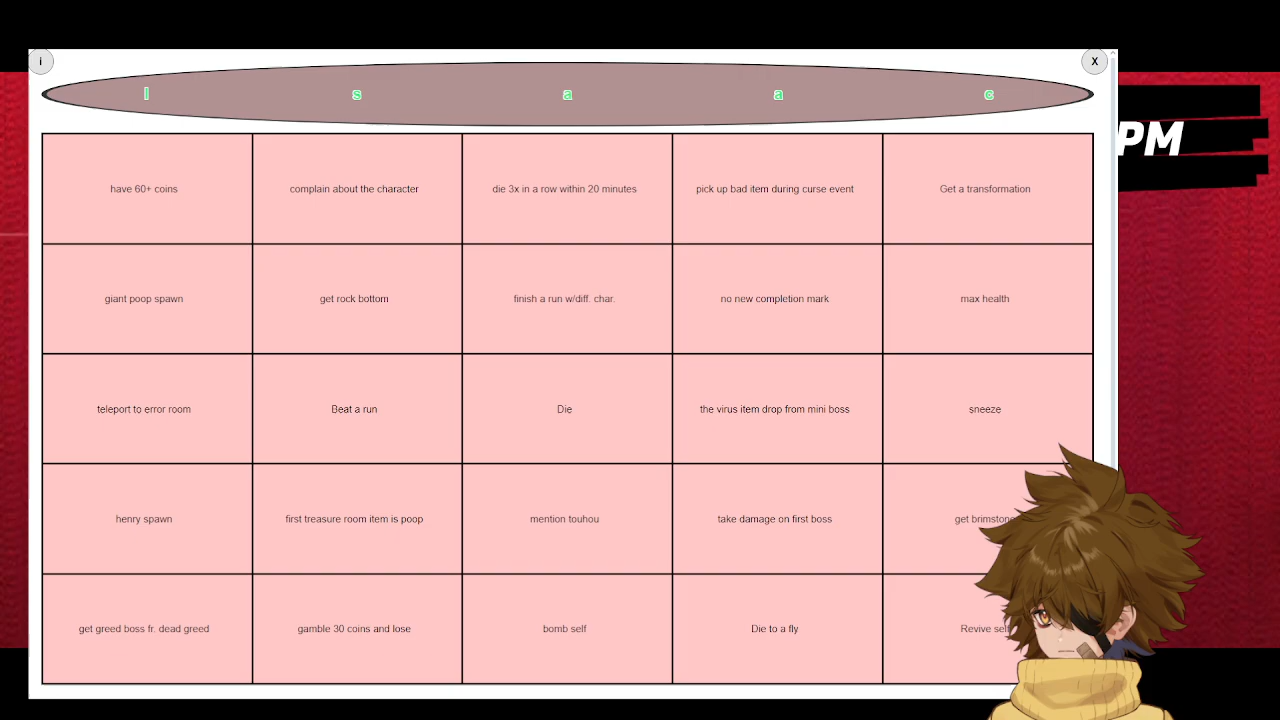 i
X
I s a a c
PM
have 60+ coins
complain about the character
die 3x in a row within 20 minutes
pick up bad item during curse event
Get a transformation
giant poop spawn
get rock bottom
finish a run w/diff. char.
no new completion mark
max health
teleport to error room
Beat a run
Die
the virus item drop from mini boss
sneeze
henry spawn
first treasure room item is poop
mention touhou
take damage on first boss
get brimstone
get greed boss fr. dead greed
gamble 30 coins and lose
bomb self
Die to a fly
Revive self